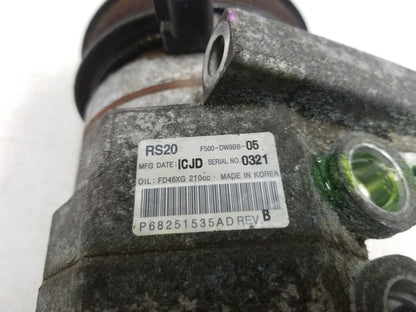 RS20 F500-DW9BB-05
MFG DATE: ICJD SERIAL NO. 0321
OIL: FD46XG 210cc MADE IN KOREA
P68251535AD REV B